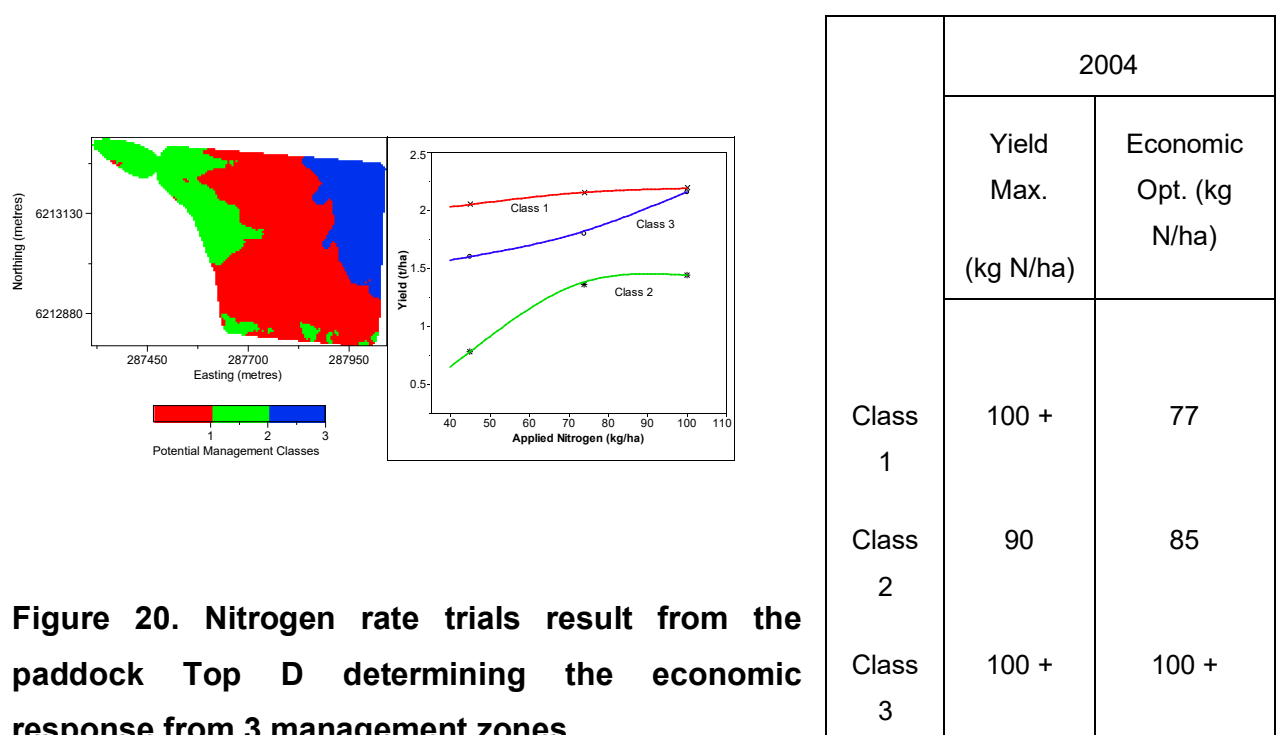 6213130
6212880
Northing (metres)
287450 287700 287950
Easting (metres)
1 2 3
Potential Management Classes
2.5
2
1.5
1
0.5
Yield (t/ha)
Class 1
Class 3
Class 2
40 50 60 70 80 90 100 110
Applied Nitrogen (kg/ha)
Figure 20. Nitrogen rate trials result from the
paddock Top D determining the economic
response from 3 management zones
2004
Yield
Max.
(kg N/ha)
Economic
Opt. (kg
N/ha)
Class
1
100 + 77
Class
2
90 85
Class
3
100 + 100 +